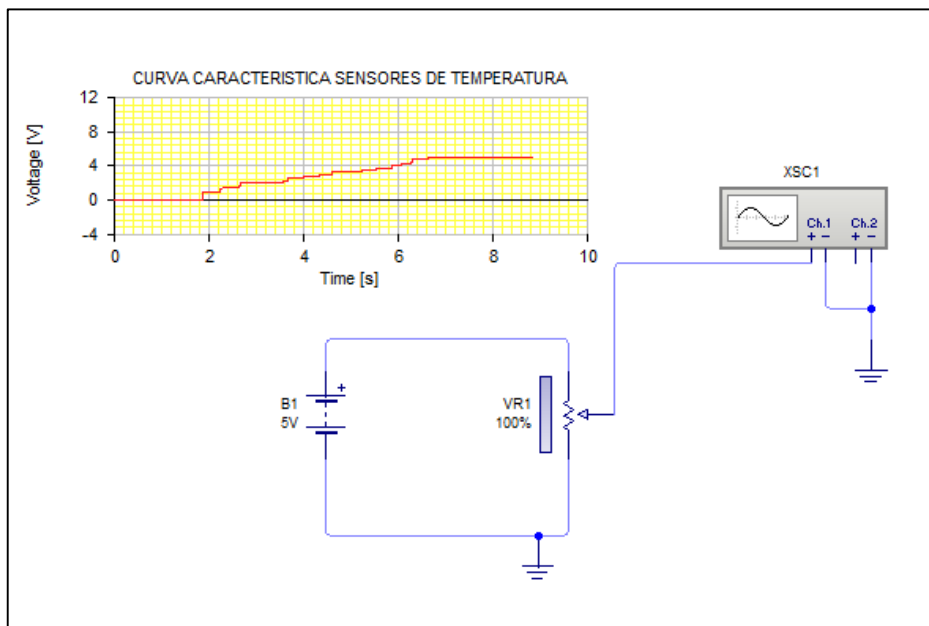 CURVA CARACTERISTICA SENSORES DE TEMPERATURA
Voltage [V]
12
8
4
0
-4
0 2 4 6 8 10
Time [s]
XSC1
Ch.1 Ch.2
+ - + -
B1
5V
+
VR1
100%